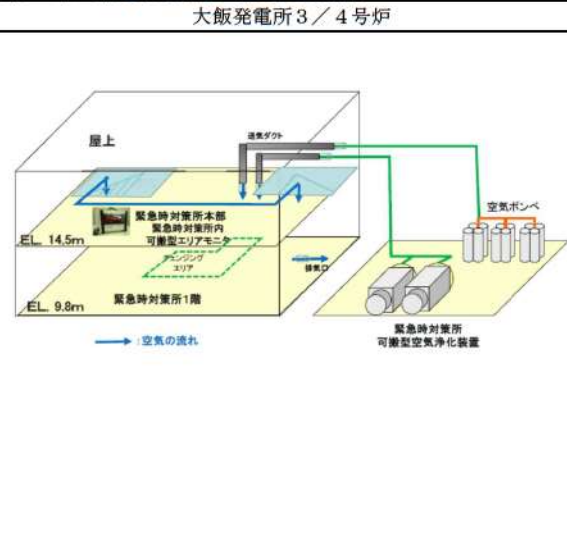 大飯発電所3／4号炉
屋上
送気ダクト
空気ボンベ
緊急時対策所本部
緊急時対策所内
可搬型エリアモニタ
EL. 14.5m
チェンジング
エリア
排気口
緊急時対策所1階
EL. 9.8m
緊急時対策所
可搬型空気浄化装置
：空気の流れ